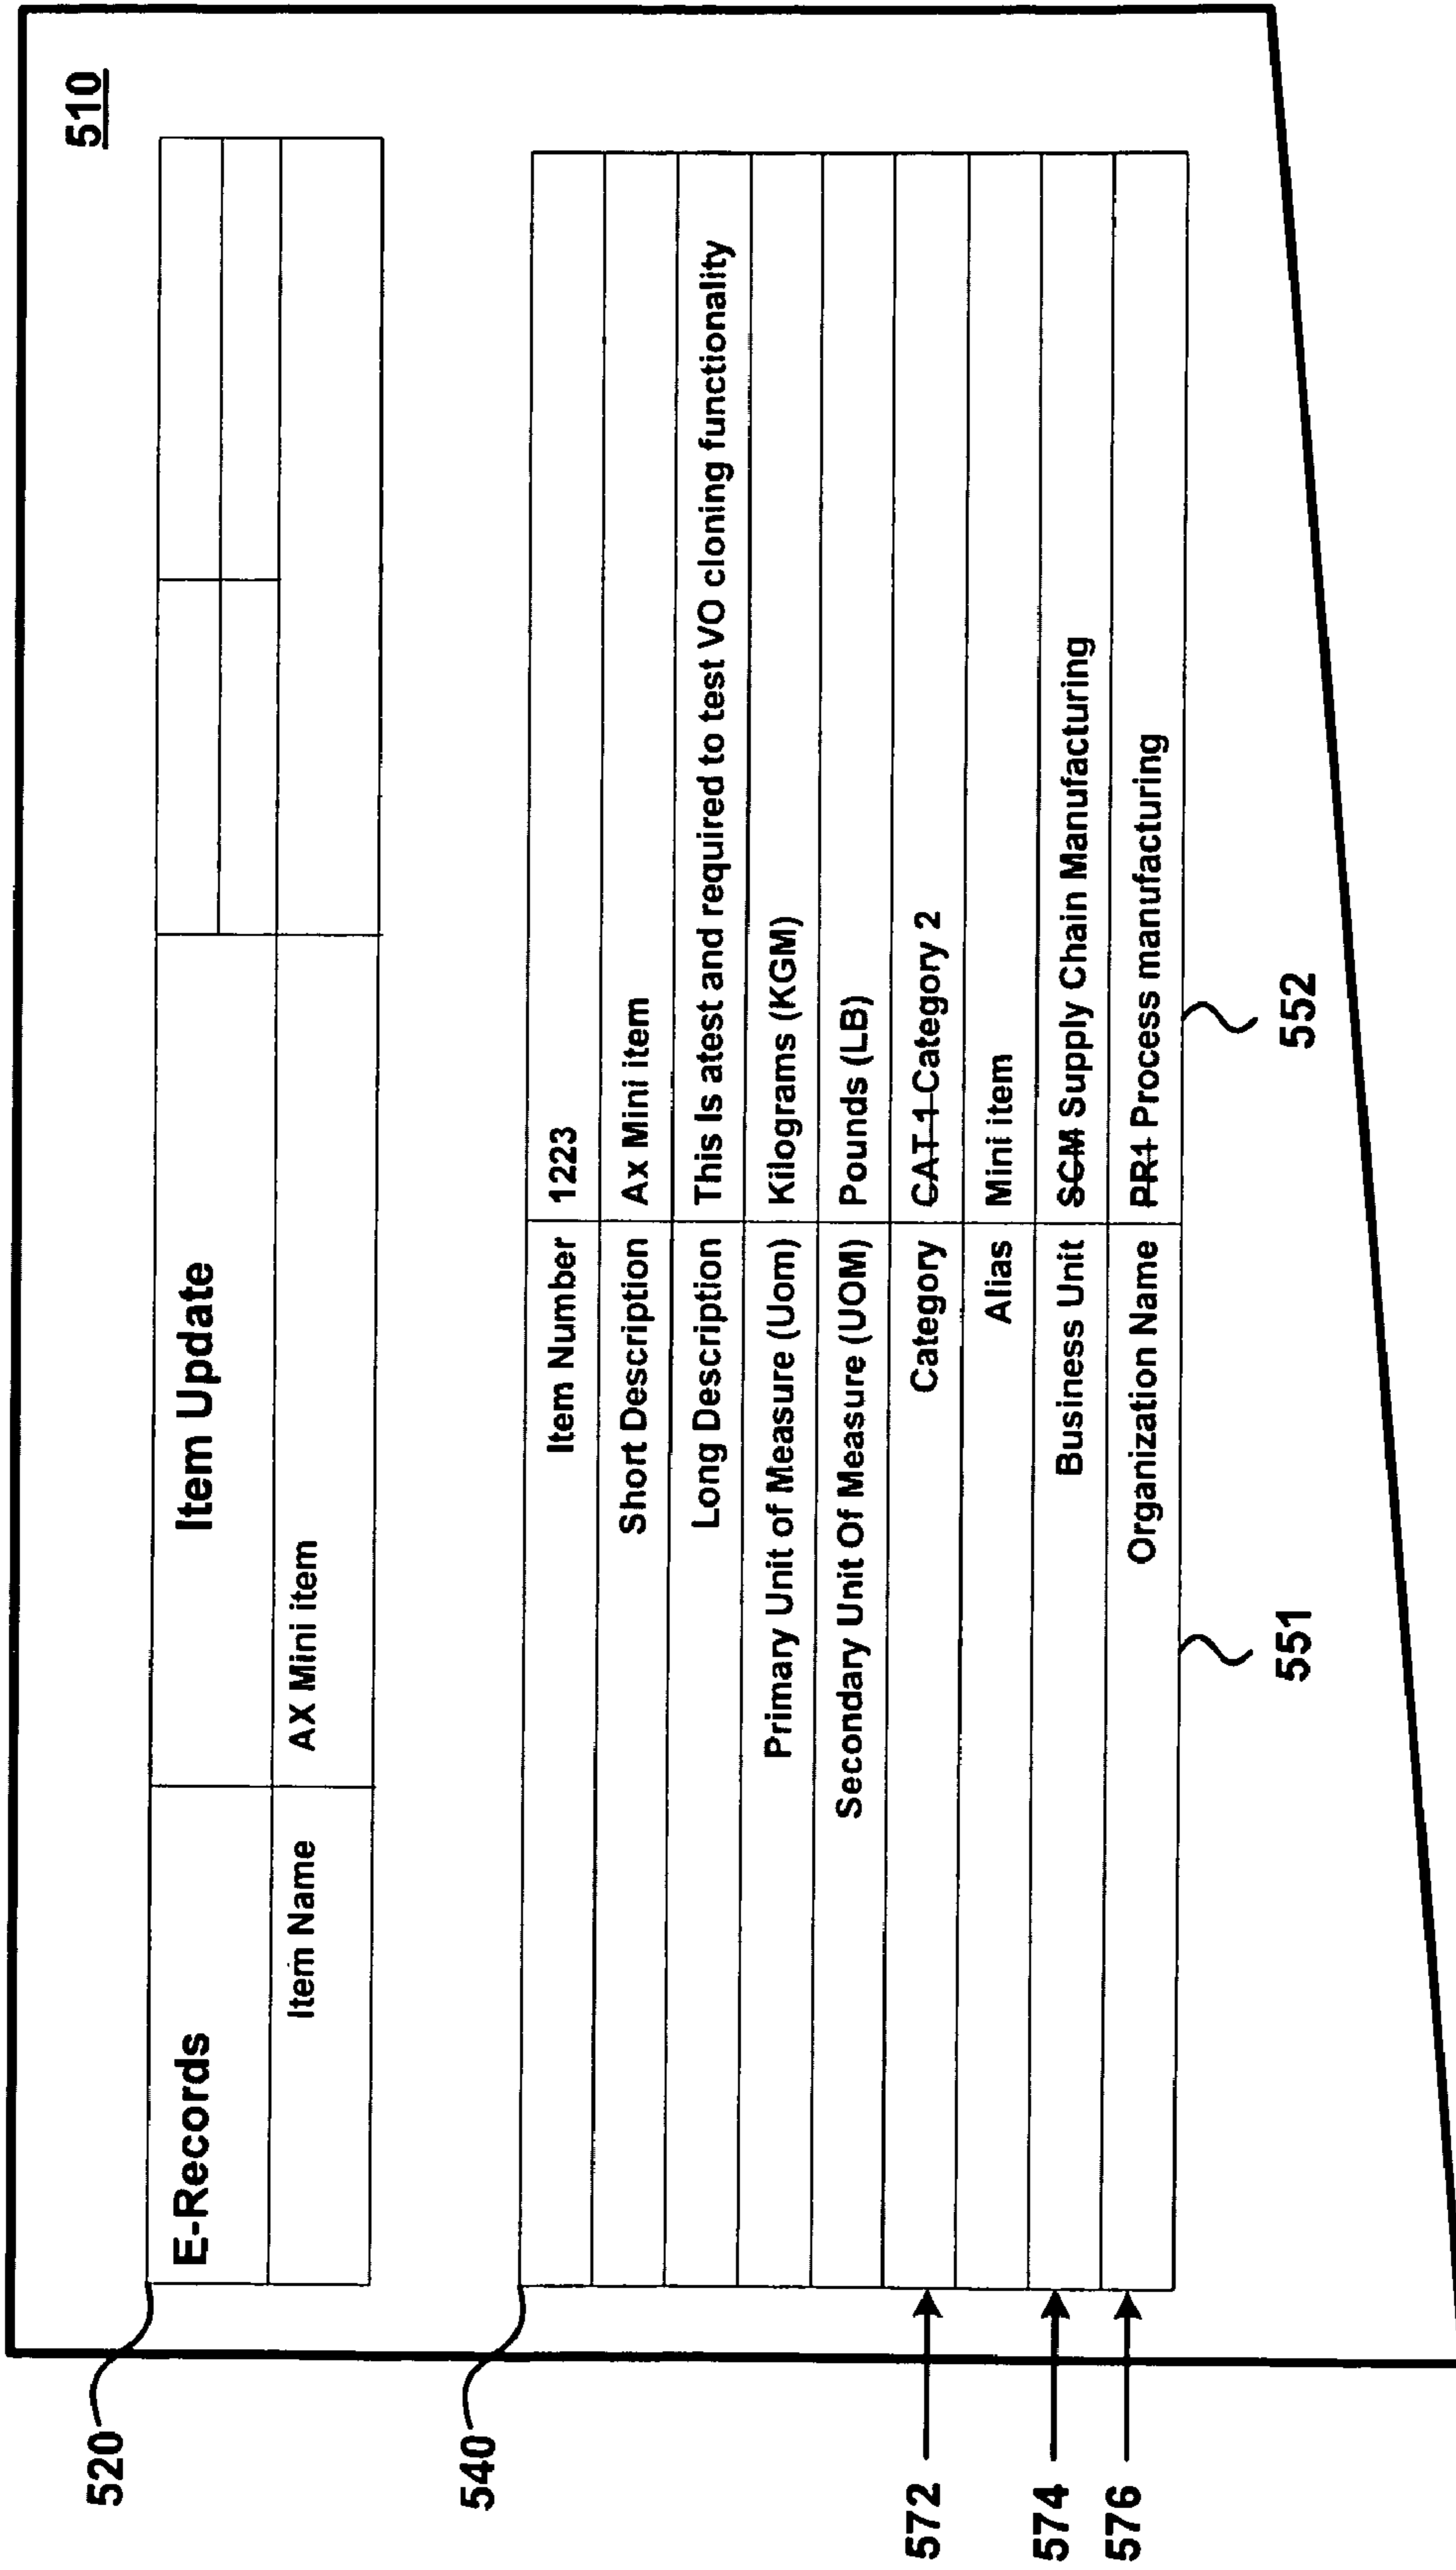 510
520
E-Records Item Update
Item Name AX Mini item
540
Item Number 1223
Short Description Ax Mini item
Long Description This Is atest and required to test VO cloning functionality
Primary Unit of Measure (Uom) Kilograms (KGM)
Secondary Unit Of Measure (UOM) Pounds (LB)
572 Category CAT 1 Category 2
Alias Mini item
574 Business Unit SCM Supply Chain Manufacturing
576 Organization Name PR1 Process manufacturing
551 552